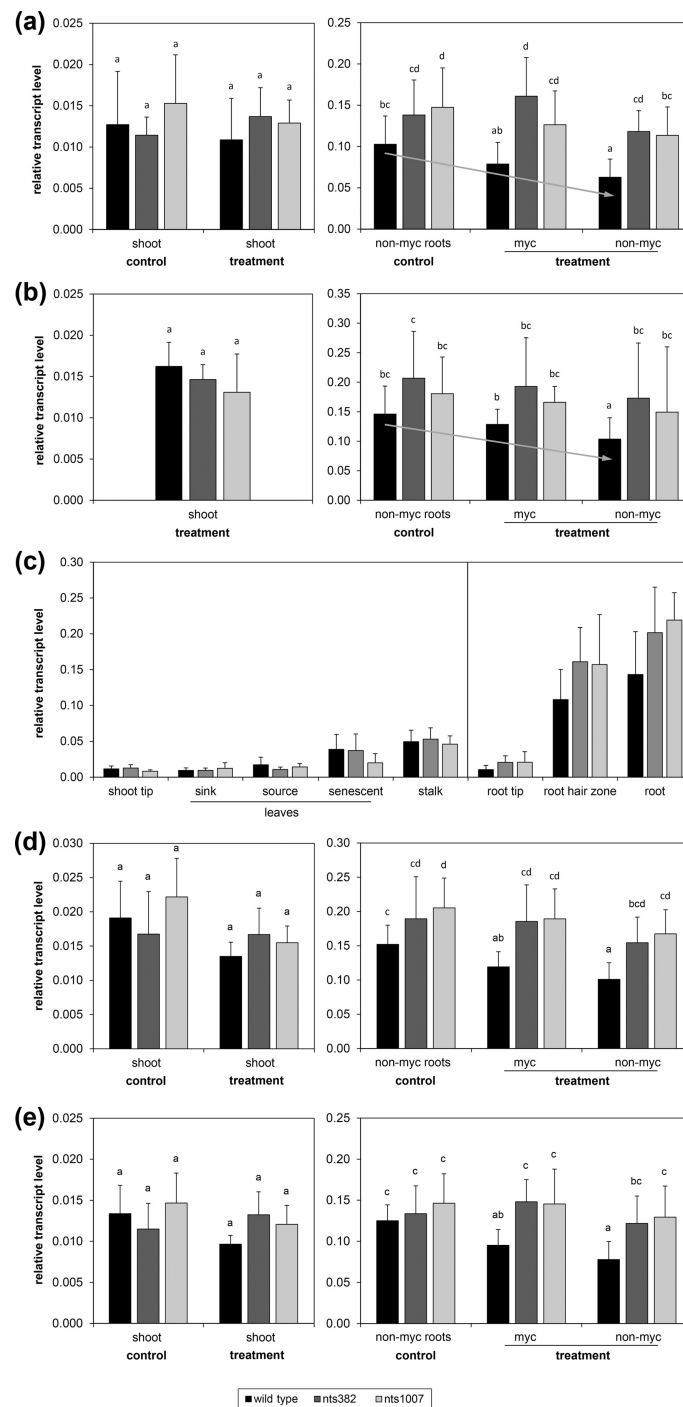 (a)
relative transcript level
0.025
0.020
0.015
0.010
0.005
0.000
a a a a a a
shoot shoot
control treatment
0.25
0.20
0.15
0.10
0.05
0.00
bc cd d ab d cd a cd bc
non-myc roots myc non-myc
control treatment
(b)
relative transcript level
0.025
0.020
0.015
0.010
0.005
0.000
a a a
shoot
treatment
0.35
0.30
0.25
0.20
0.15
0.10
0.05
0.00
bc c bc b bc bc a bc bc
non-myc roots myc non-myc
control treatment
(c)
relative transcript level
0.30
0.25
0.20
0.15
0.10
0.05
0.00
shoot tip sink source senescent stalk root tip root hair zone root
leaves
(d)
relative transcript level
0.030
0.025
0.020
0.015
0.010
0.005
0.000
a a a a a a
shoot shoot
control treatment
0.30
0.25
0.20
0.15
0.10
0.05
0.00
c cd d ab cd cd a bcd cd
non-myc roots myc non-myc
control treatment
(e)
relative transcript level
0.025
0.020
0.015
0.010
0.005
0.000
a a a a a a
shoot shoot
control treatment
0.25
0.20
0.15
0.10
0.05
0.00
c c c ab c c a bc c
non-myc roots myc non-myc
control treatment
wild type nts382 nts1007